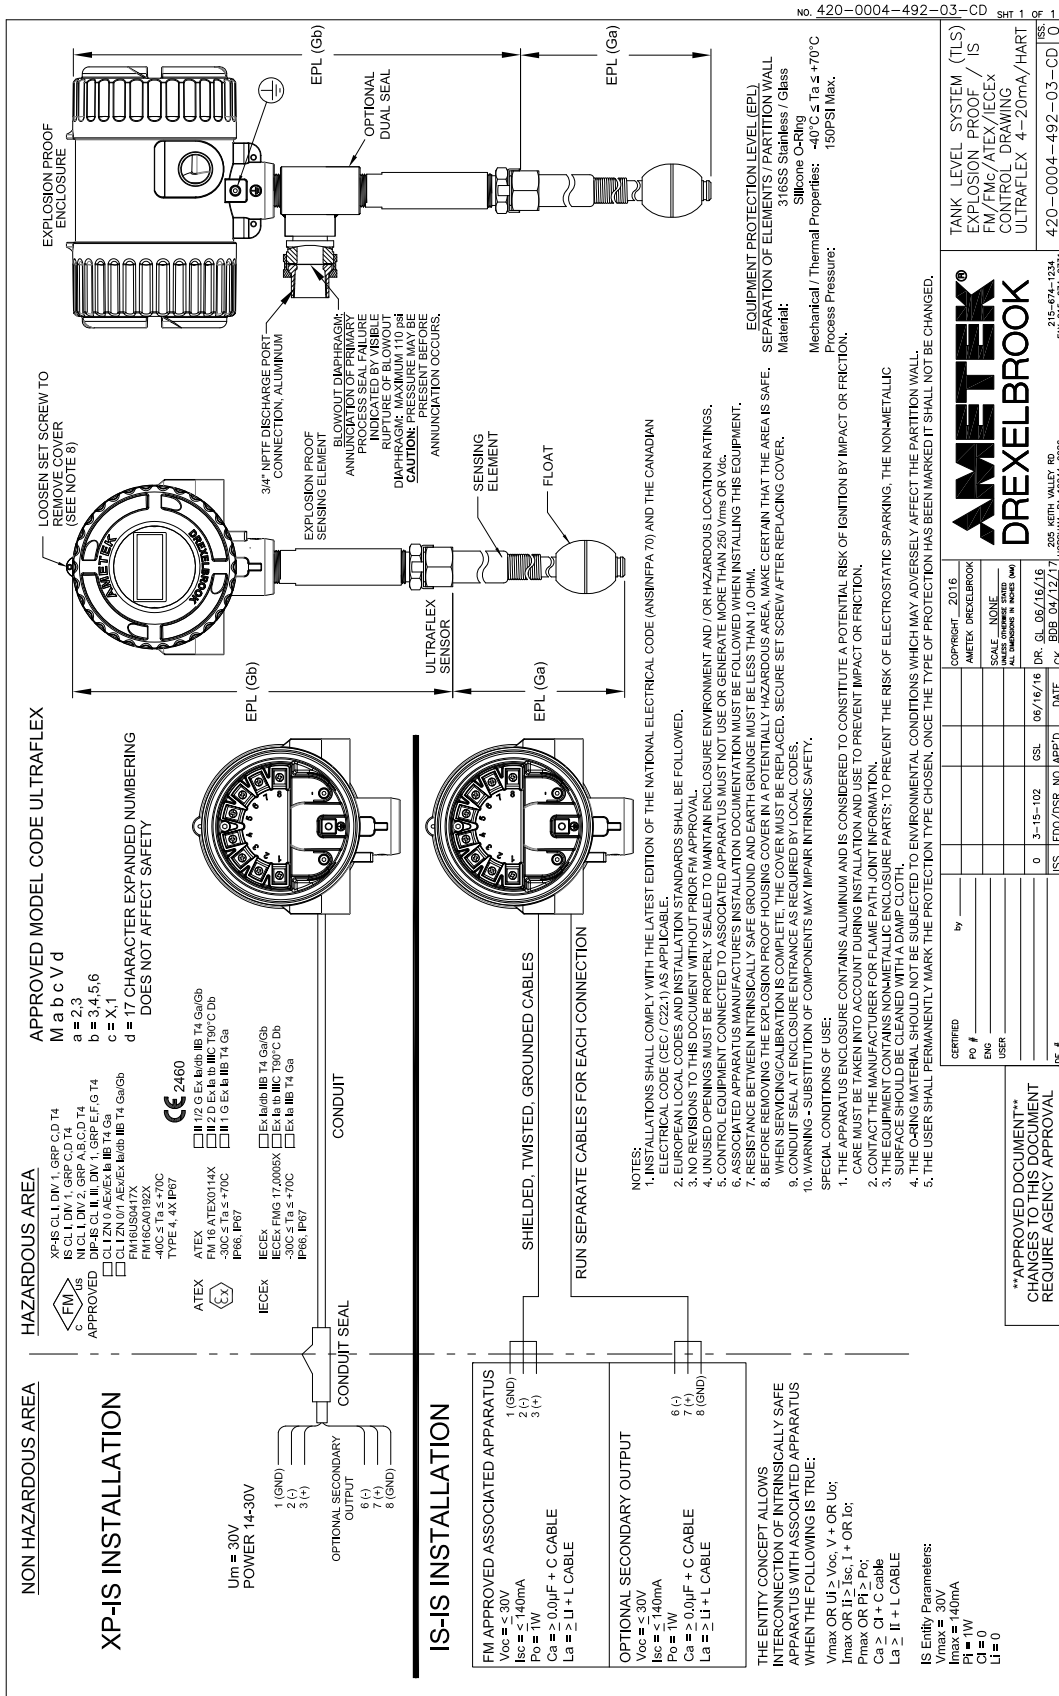 NO. 420-0004-492-03-CD SHT 1 OF 1
NON HAZARDOUS AREA
HAZARDOUS AREA
XP-IS INSTALLATION
Um = 30V
POWER 14-30V
1 (GND)
2 (-)
3 (+)
OPTIONAL SECONDARY
OUTPUT
6 (-)
7 (+)
8 (GND)
CONDUIT SEAL
CONDUIT
C FM US
APPROVED
XP-IS CL I, DIV 1, GRP C,D T4
IS CL I, DIV 1, GRP C,D T4
NI CL I, DIV 2, GRP A,B,C,D T4
DIP-IS CL II, III, DIV 1, GRP E,F,G T4
CL I ZN 0 AEx/Ex ia IIB T4 Ga
CL I ZN 0/1 AEx/Ex ia/db IIB T4 Ga/Gb
FM16US0417X
FM16CA0192X
-40C ≤ Ta ≤ +70C
TYPE 4, 4X IP67
CE 2460
ATEX
Ex
ATEX
FM 16 ATEX0114X
-30C ≤ Ta ≤ +70C
IP66, IP67
II 1/2 G Ex ia/db IIB T4 Ga/Gb
II 2 D Ex ia tb IIIC T90°C Db
II 1 G Ex ia IIB T4 Ga
IECEx
IECEx
IECEx FMG 17.0005X
-30C ≤ Ta ≤ +70C
IP66, IP67
Ex ia/db IIB T4 Ga/Gb
Ex ia tb IIIC T90°C Db
Ex ia IIB T4 Ga
APPROVED MODEL CODE ULTRAFLEX
M a b c V d
a = 2,3
b = 3,4,5,6
c = X,1
d = 17 CHARACTER EXPANDED NUMBERING
DOES NOT AFFECT SAFETY
LOOSEN SET SCREW TO
REMOVE COVER
(SEE NOTE 8)
AMETEK
DREXELBROOK
EXPLOSION PROOF
ENCLOSURE
EPL (Gb)
EPL (Ga)
OPTIONAL
DUAL SEAL
3/4" NPTF DISCHARGE PORT
CONNECTION, ALUMINUM
BLOWOUT DIAPHRAGM:
ANNUNCIATION OF PRIMARY
PROCESS SEAL FAILURE
INDICATED BY VISIBLE
RUPTURE OF BLOWOUT
DIAPHRAGM: MAXIMUM 110 psi
CAUTION: PRESSURE MAY BE
PRESENT BEFORE
ANNUNCIATION OCCURS.
EXPLOSION PROOF
SENSING ELEMENT
SENSING
ELEMENT
FLOAT
ULTRAFLEX
SENSOR
EPL (Gb)
EPL (Ga)
IS-IS INSTALLATION
FM APPROVED ASSOCIATED APPARATUS
Voc = < 30V
Isc = < 140mA
Po = 1W
Ca = > 0.0µF + C CABLE
La = > Li + L CABLE
1 (GND)
2 (-)
3 (+)
OPTIONAL SECONDARY OUTPUT
Voc = < 30V
Isc = < 140mA
Po = 1W
Ca = > 0.0µF + C CABLE
La = > Li + L CABLE
6 (-)
7 (+)
8 (GND)
SHIELDED, TWISTED, GROUNDED CABLES
RUN SEPARATE CABLES FOR EACH CONNECTION
THE ENTITY CONCEPT ALLOWS
INTERCONNECTION OF INTRINSICALLY SAFE
APPARATUS WITH ASSOCIATED APPARATUS
WHEN THE FOLLOWING IS TRUE:
Vmax OR Ui ≥ Voc, V + OR Uo;
Imax OR Ii ≥ Isc, I + OR Io;
Pmax OR Pi ≥ Po;
Ca ≥ Ci + C cable
La ≥ Ii + L CABLE
IS Entity Parameters:
Vmax = 30V
Imax = 140mA
Pi = 1W
Ci = 0
Li = 0
NOTES:
1. INSTALLATIONS SHALL COMPLY WITH THE LATEST EDITION OF THE NATIONAL ELECTRICAL CODE (ANSI/NFPA 70) AND THE CANADIAN
ELECTRICAL CODE (CEC / C22.1) AS APPLICABLE.
2. EUROPEAN LOCAL CODES AND INSTALLATION STANDARDS SHALL BE FOLLOWED.
3. NO REVISIONS TO THIS DOCUMENT WITHOUT PRIOR FM APPROVAL.
4. UNUSED OPENINGS MUST BE PROPERLY SEALED TO MAINTAIN ENCLOSURE ENVIRONMENT AND / OR HAZARDOUS LOCATION RATINGS.
5. CONTROL EQUIPMENT CONNECTED TO ASSOCIATED APPARATUS MUST NOT USE OR GENERATE MORE THAN 250 Vrms OR Vdc.
6. ASSOCIATED APPARATUS MANUFACTURES INSTALLATION DOCUMENTATION MUST BE FOLLOWED WHEN INSTALLING THIS EQUIPMENT.
7. RESISTANCE BETWEEN INTRINSICALLY SAFE GROUND AND EARTH GRUNGE MUST BE LESS THAN 1.0 OHM.
8. BEFORE REMOVING THE EXPLOSION PROOF HOUSING COVER IN A POTENTIALLY HAZARDOUS AREA, MAKE CERTAIN THAT THE AREA IS SAFE.
WHEN SERVICING/CALIBRATION IS COMPLETE, THE COVER MUST BE REPLACED. SECURE SET SCREW AFTER REPLACING COVER.
9. CONDUIT SEAL AT ENCLOSURE ENTRANCE AS REQUIRED BY LOCAL CODES.
10. WARNING - SUBSTITUTION OF COMPONENTS MAY IMPAIR INTRINSIC SAFETY.
SPECIAL CONDITIONS OF USE:
1. THE APPARATUS ENCLOSURE CONTAINS ALUMINUM AND IS CONSIDERED TO CONSTITUTE A POTENTIAL RISK OF IGNITION BY IMPACT OR FRICTION.
CARE MUST BE TAKEN INTO ACCOUNT DURING INSTALLATION AND USE TO PREVENT IMPACT OR FRICTION.
2. CONTACT THE MANUFACTURER FOR FLAME PATH JOINT INFORMATION.
3. THE EQUIPMENT CONTAINS NON-METALLIC ENCLOSURE PARTS; TO PREVENT THE RISK OF ELECTROSTATIC SPARKING, THE NON-METALLIC
SURFACE SHOULD BE CLEANED WITH A DAMP CLOTH.
4. THE O-RING MATERIAL SHOULD NOT BE SUBJECTED TO ENVIRONMENTAL CONDITIONS WHICH MAY ADVERSELY AFFECT THE PARTITION WALL.
5. THE USER SHALL PERMANENTLY MARK THE PROTECTION TYPE CHOSEN. ONCE THE TYPE OF PROTECTION HAS BEEN MARKED IT SHALL NOT BE CHANGED.
EQUIPMENT PROTECTION LEVEL (EPL)
SEPARATION OF ELEMENTS / PARTITION WALL
Material: 316SS Stainless / Glass
Silicone O-Ring
Mechanical / Thermal Properties: -40°C ≤ Ta ≤ +70°C
Process Pressure: 150PSI Max.
**APPROVED DOCUMENT**
CHANGES TO THIS DOCUMENT
REQUIRE AGENCY APPROVAL
CERTIFIED by
PO #
ENG
USER
0 3-15-102 GSL 06/16/16
ISS EDO/DSR NO APP'D DATE
COPYRIGHT 2016
AMETEK DREXELBROOK
SCALE NONE
UNLESS OTHERWISE STATED
ALL DIMENSIONS IN INCHES (MM)
DR. GL 06/16/16
CK. BDB 04/12/17
AMETEK®
DREXELBROOK
205 KEITH VALLEY RD
215-674-1234
TANK LEVEL SYSTEM (TLS)
EXPLOSION PROOF / IS
FM/FMc/ATEX/IECEx
CONTROL DRAWING
ULTRAFLEX 4-20mA/HART
420-0004-492-03-CD
ISS.
0